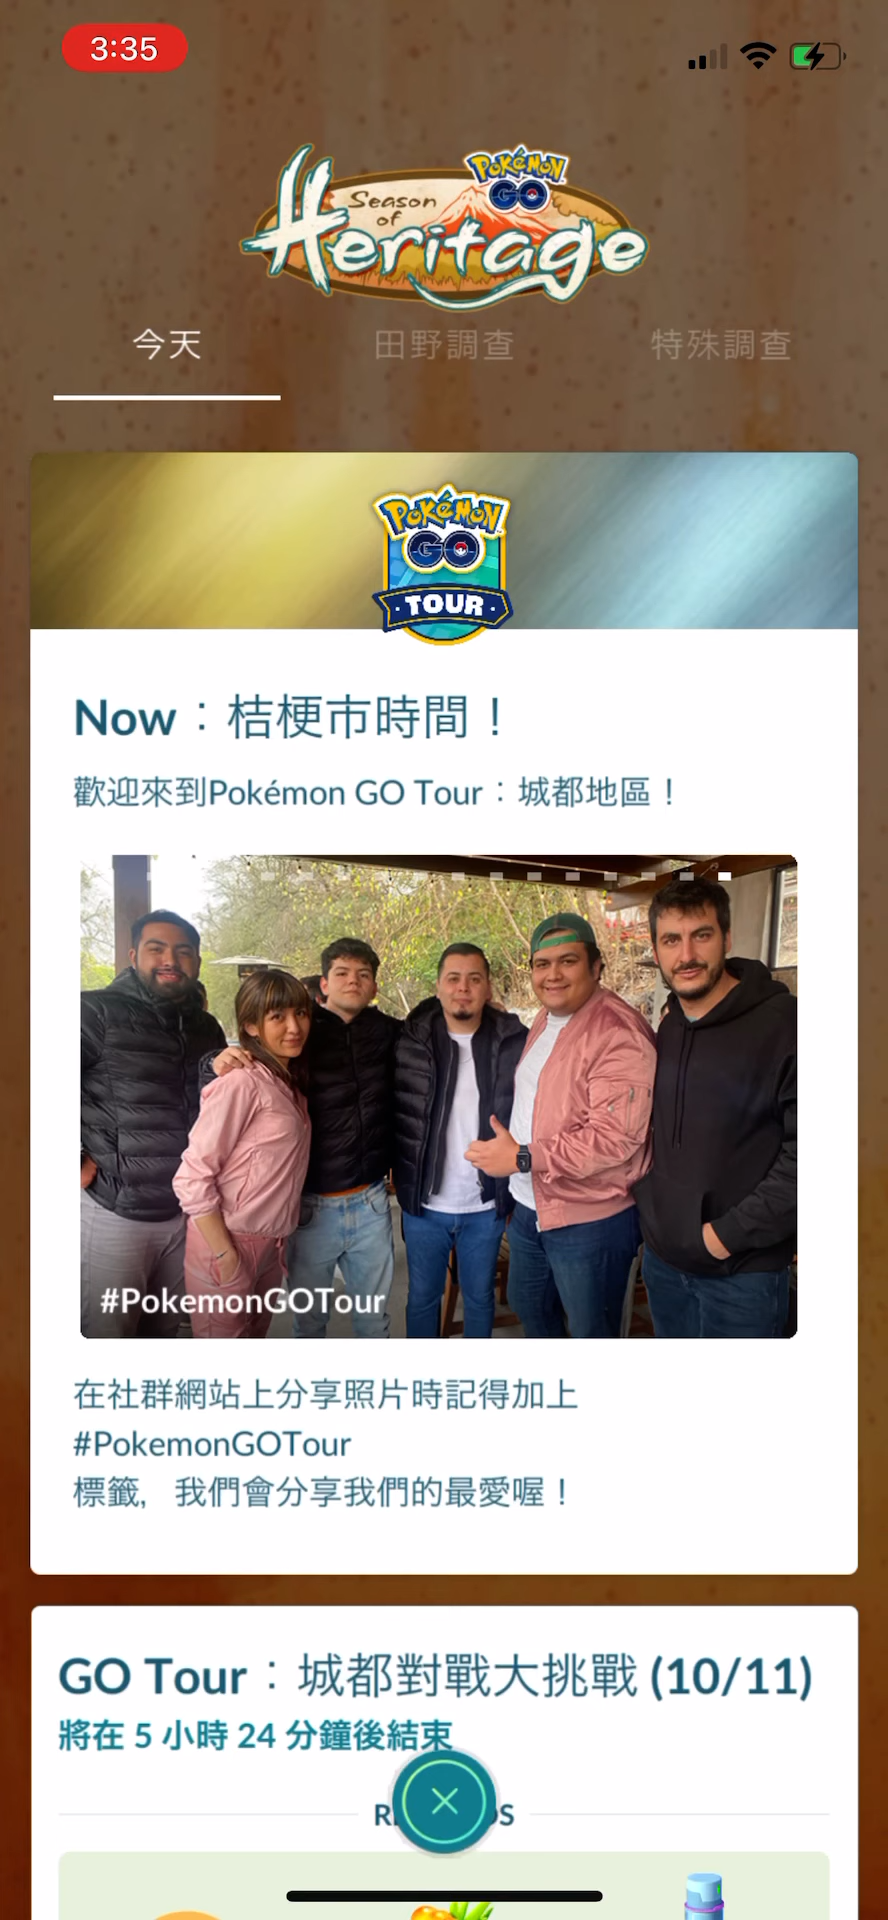 3:35
Pokémon
GO
Season
of
Heritage
今天
田野調查
特殊調查
Pokémon
GO
TOUR
Now：桔梗市時間！
歡迎來到Pokémon GO Tour：城都地區！
#PokemonGOTour
在社群網站上分享照片時記得加上
#PokemonGOTour
標籤，我們會分享我們的最愛喔！
GO Tour：城都對戰大挑戰 (10/11)
將在 5 小時 24 分鐘後結束